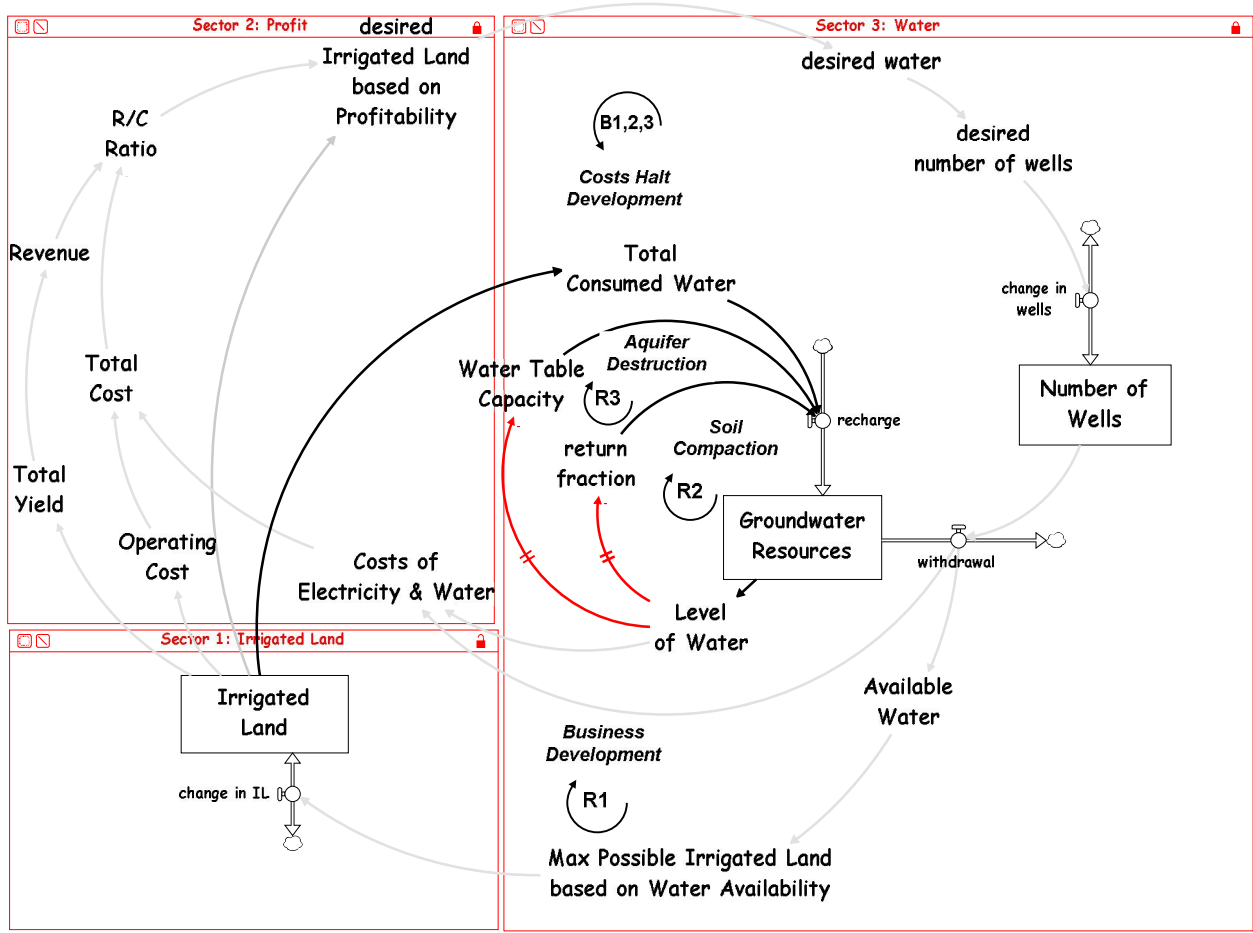 Sector 2: Profit
desired
Irrigated Land
based on
Profitability
R/C
Ratio
Revenue
Total
Cost
Total
Yield
Operating
Cost
Costs of
Electricity & Water
Sector 1: Irrigated Land
Irrigated
Land
change in IL
Sector 3: Water
desired water
B1,2,3
Costs Halt
Development
desired
number of wells
Total
Consumed Water
change in
wells
Aquifer
Destruction
Water Table
Capacity
R3
Number of
Wells
recharge
Soil
Compaction
return
fraction
R2
Groundwater
Resources
withdrawal
Level
of Water
Available
Water
Business
Development
R1
Max Possible Irrigated Land
based on Water Availability